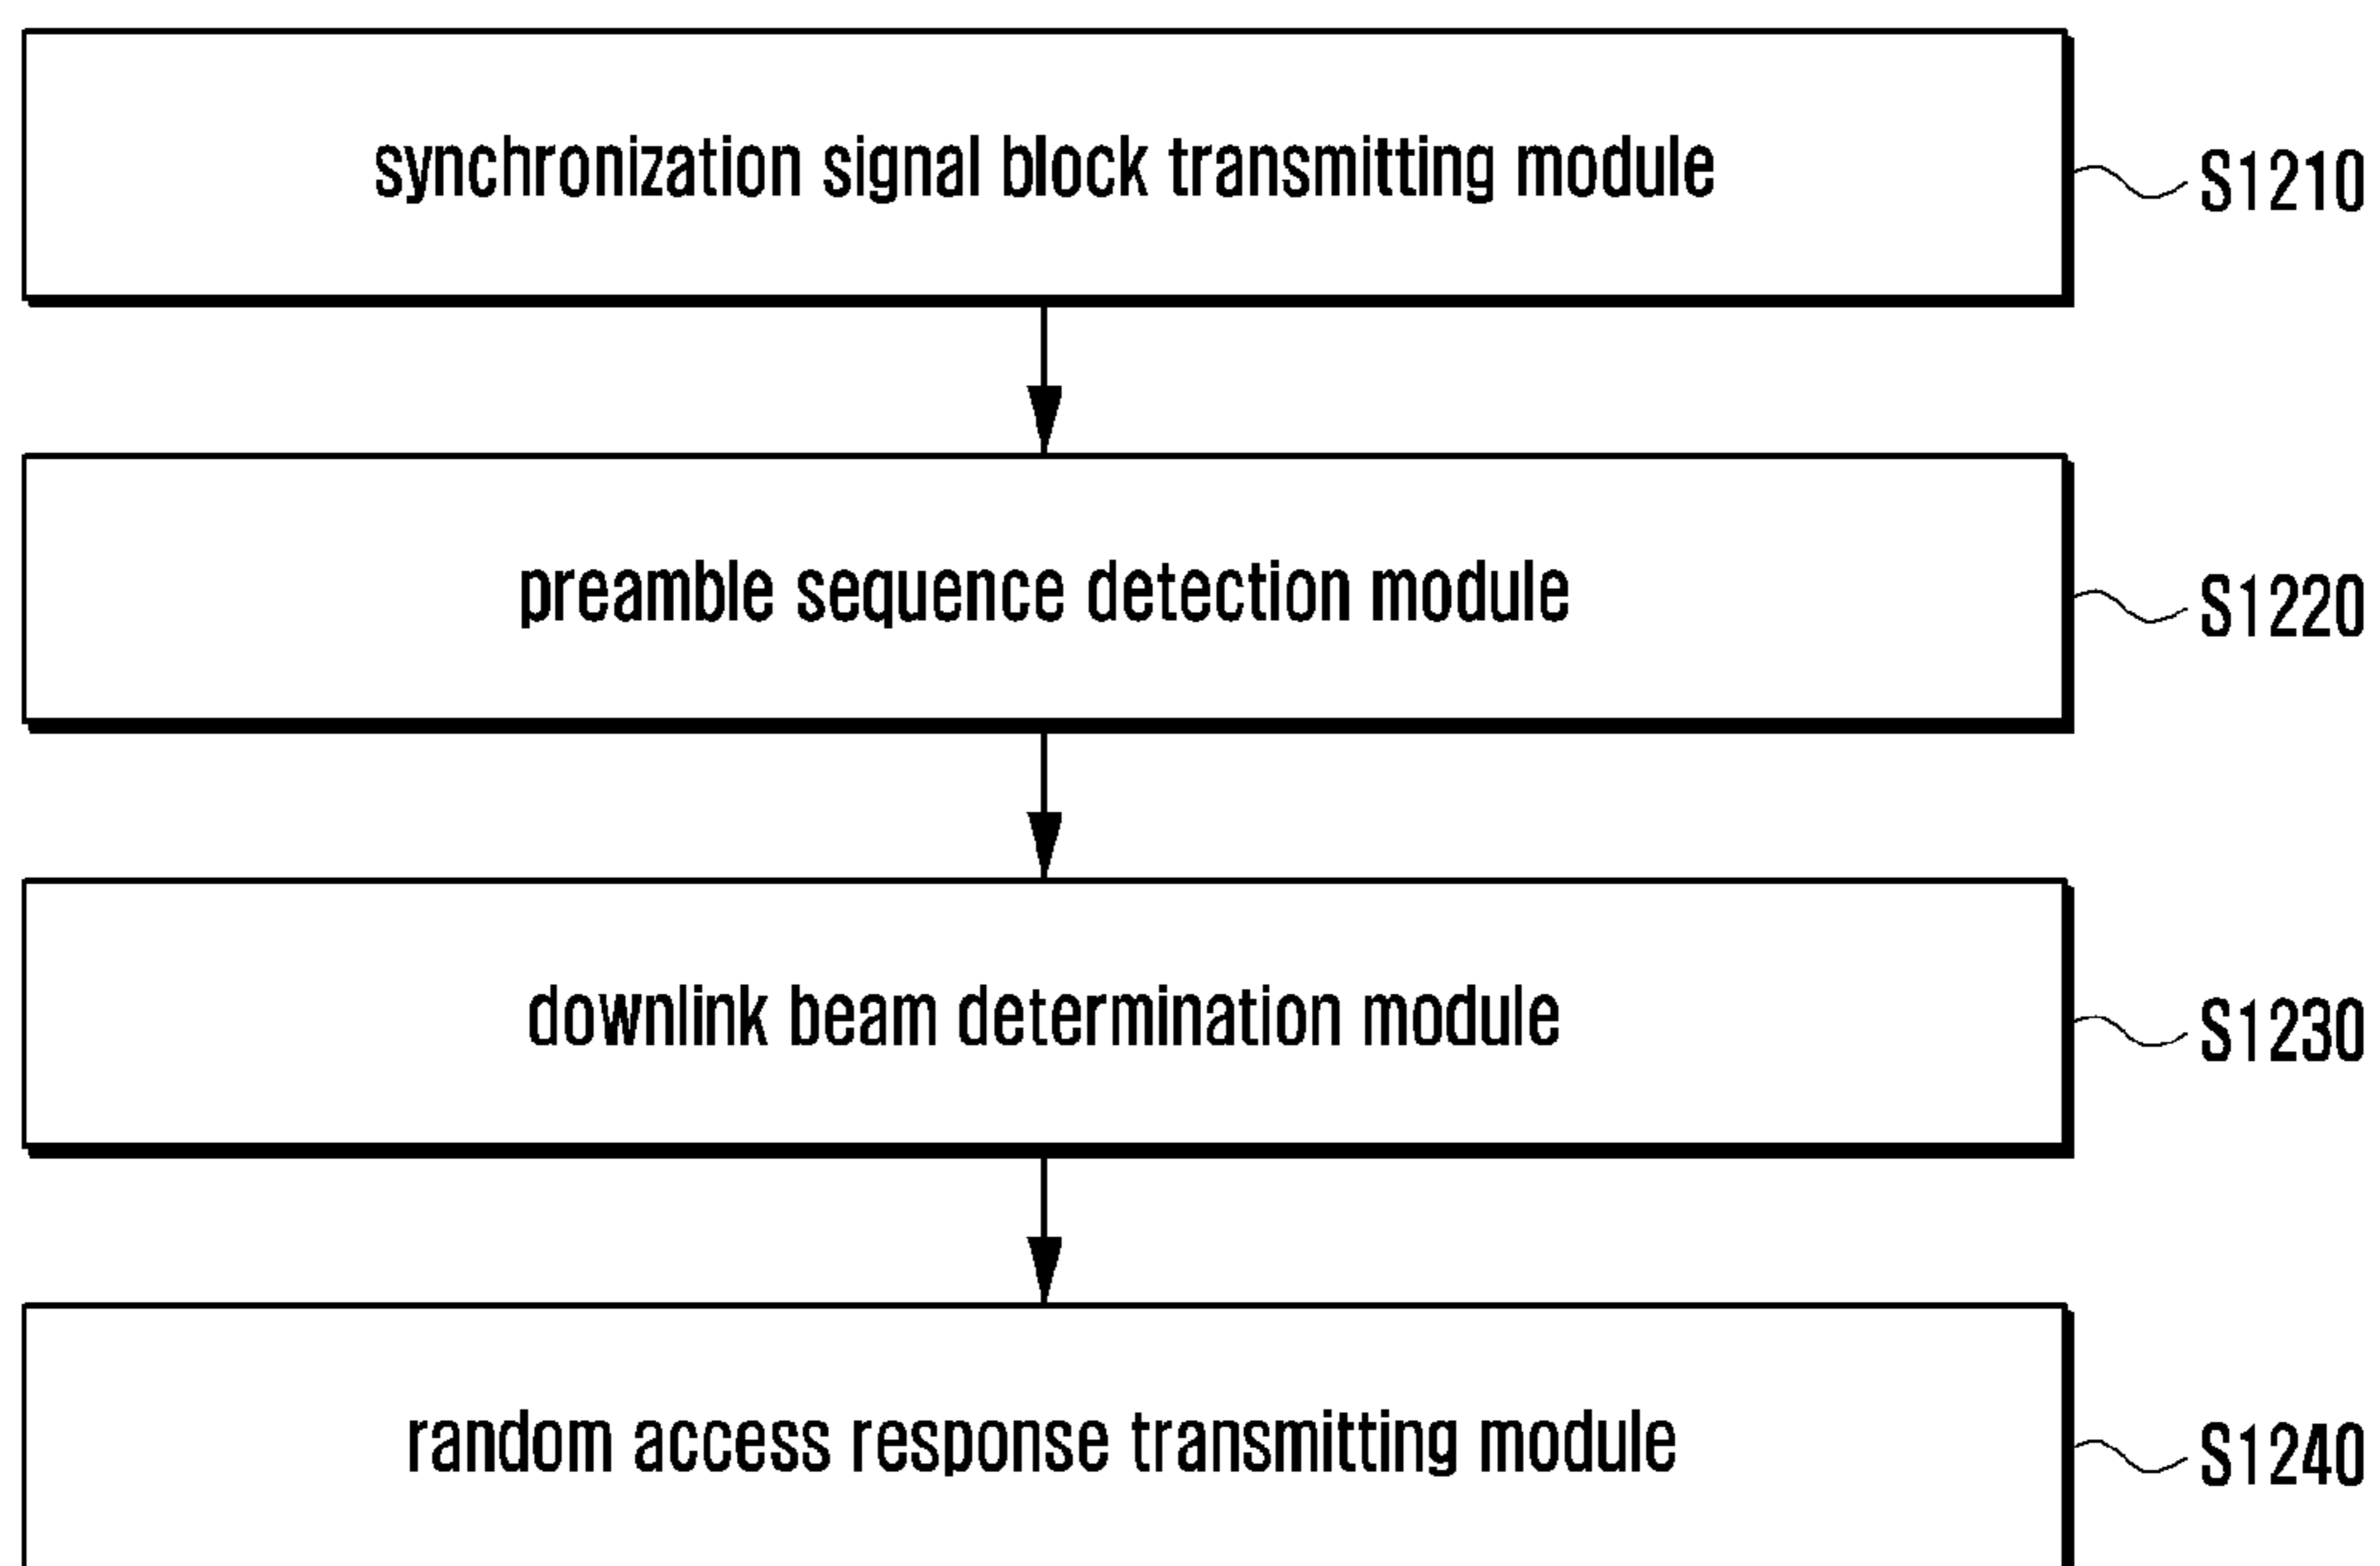 synchronization signal block transmitting module
S1210
preamble sequence detection module
S1220
downlink beam determination module
S1230
random access response transmitting module
S1240